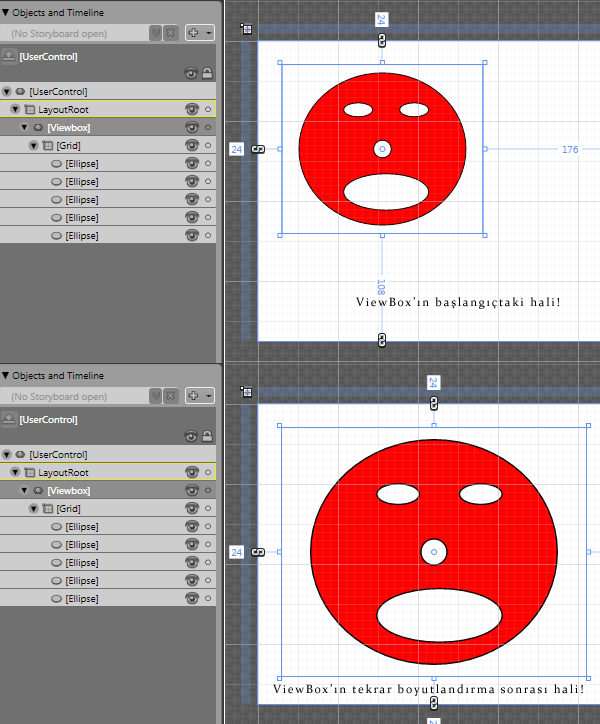 Objects and Timeline
(No Storyboard open)
[UserControl]
[UserControl]
LayoutRoot
[Viewbox]
[Grid]
[Ellipse]
[Ellipse]
[Ellipse]
[Ellipse]
[Ellipse]
24
24
176
108
ViewBox'ın başlangıçtaki hali!
Objects and Timeline
(No Storyboard open)
[UserControl]
[UserControl]
LayoutRoot
[Viewbox]
[Grid]
[Ellipse]
[Ellipse]
[Ellipse]
[Ellipse]
[Ellipse]
24
24
ViewBox'ın tekrar boyutlandırma sonrası hali!